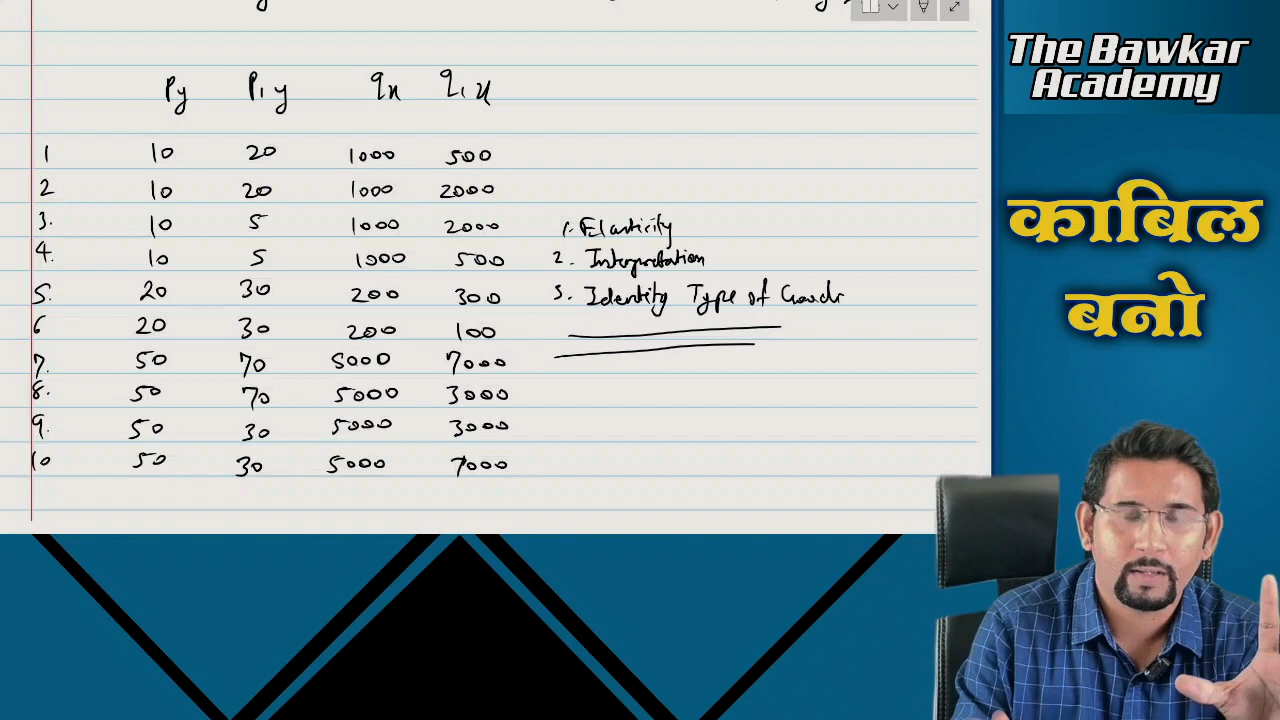 The Bawkar
Academy
काबिल
बनो
Py P1y qx q1x
1 10 20 1000 500
2 10 20 1000 2000
3. 10 5 1000 2000
4. 10 5 1000 500
5. 20 30 200 300
6 20 30 200 100
7. 50 70 5000 7000
8. 50 70 5000 3000
9. 50 30 5000 3000
10 50 30 5000 7000
1. Elasticity
2. Interpretation
3. Identity Type of Goods